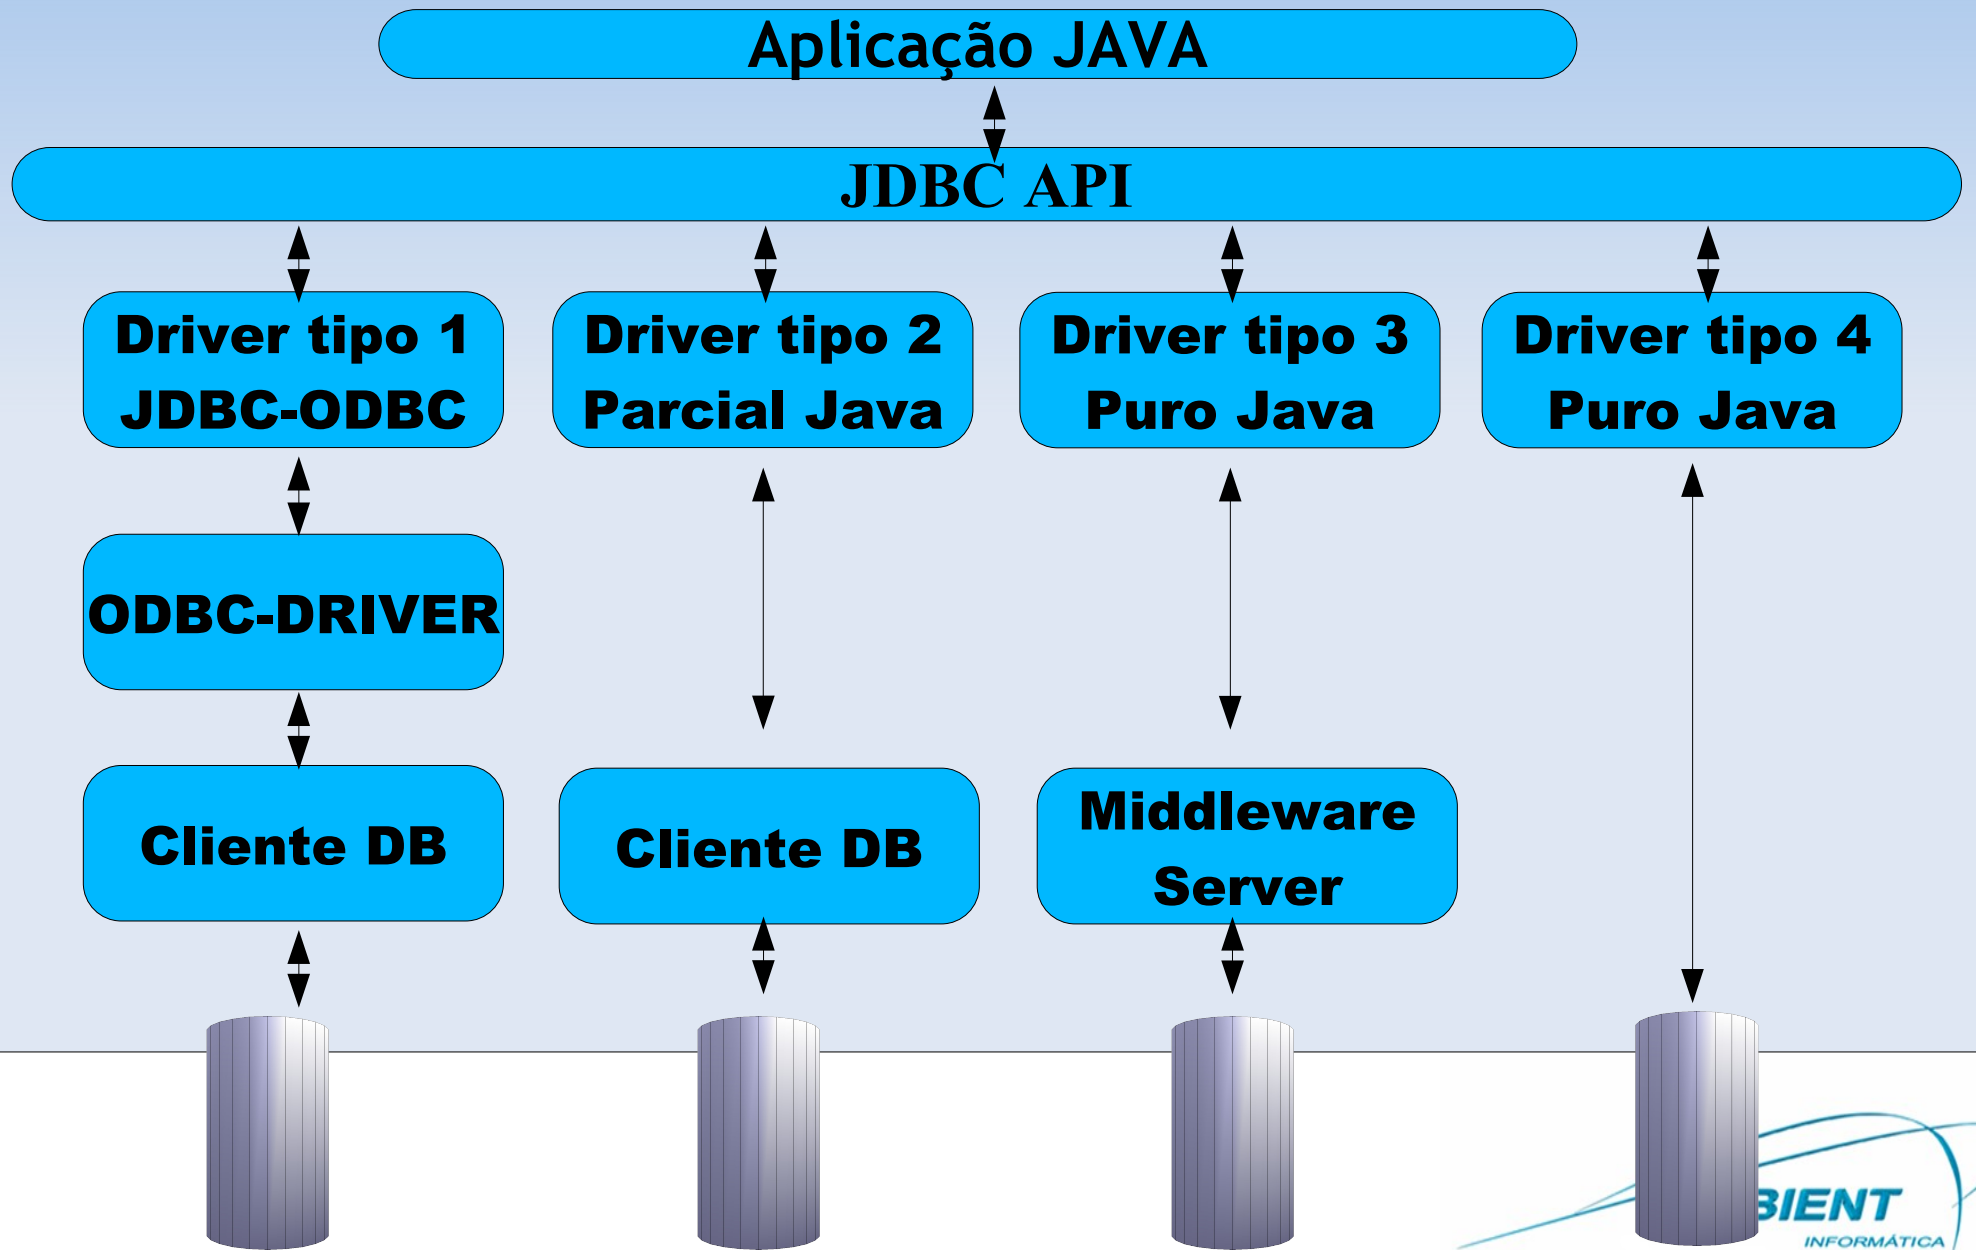 Aplicação JAVA
JDBC API
Driver tipo 1
JDBC-ODBC
Driver tipo 2
Parcial Java
Driver tipo 3
Puro Java
Driver tipo 4
Puro Java
ODBC-DRIVER
Cliente DB
Cliente DB
Middleware
Server
BIENT
INFORMÁTICA